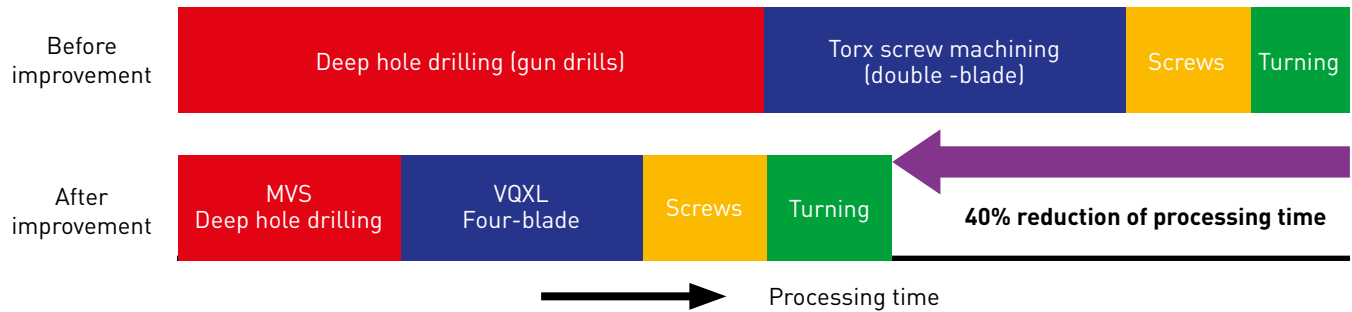 Before
improvement
Deep hole drilling (gun drills)
Torx screw machining
(double -blade)
Screws
Turning
After
improvement
MVS
Deep hole drilling
VQXL
Four-blade
Screws
Turning
40% reduction of processing time
Processing time